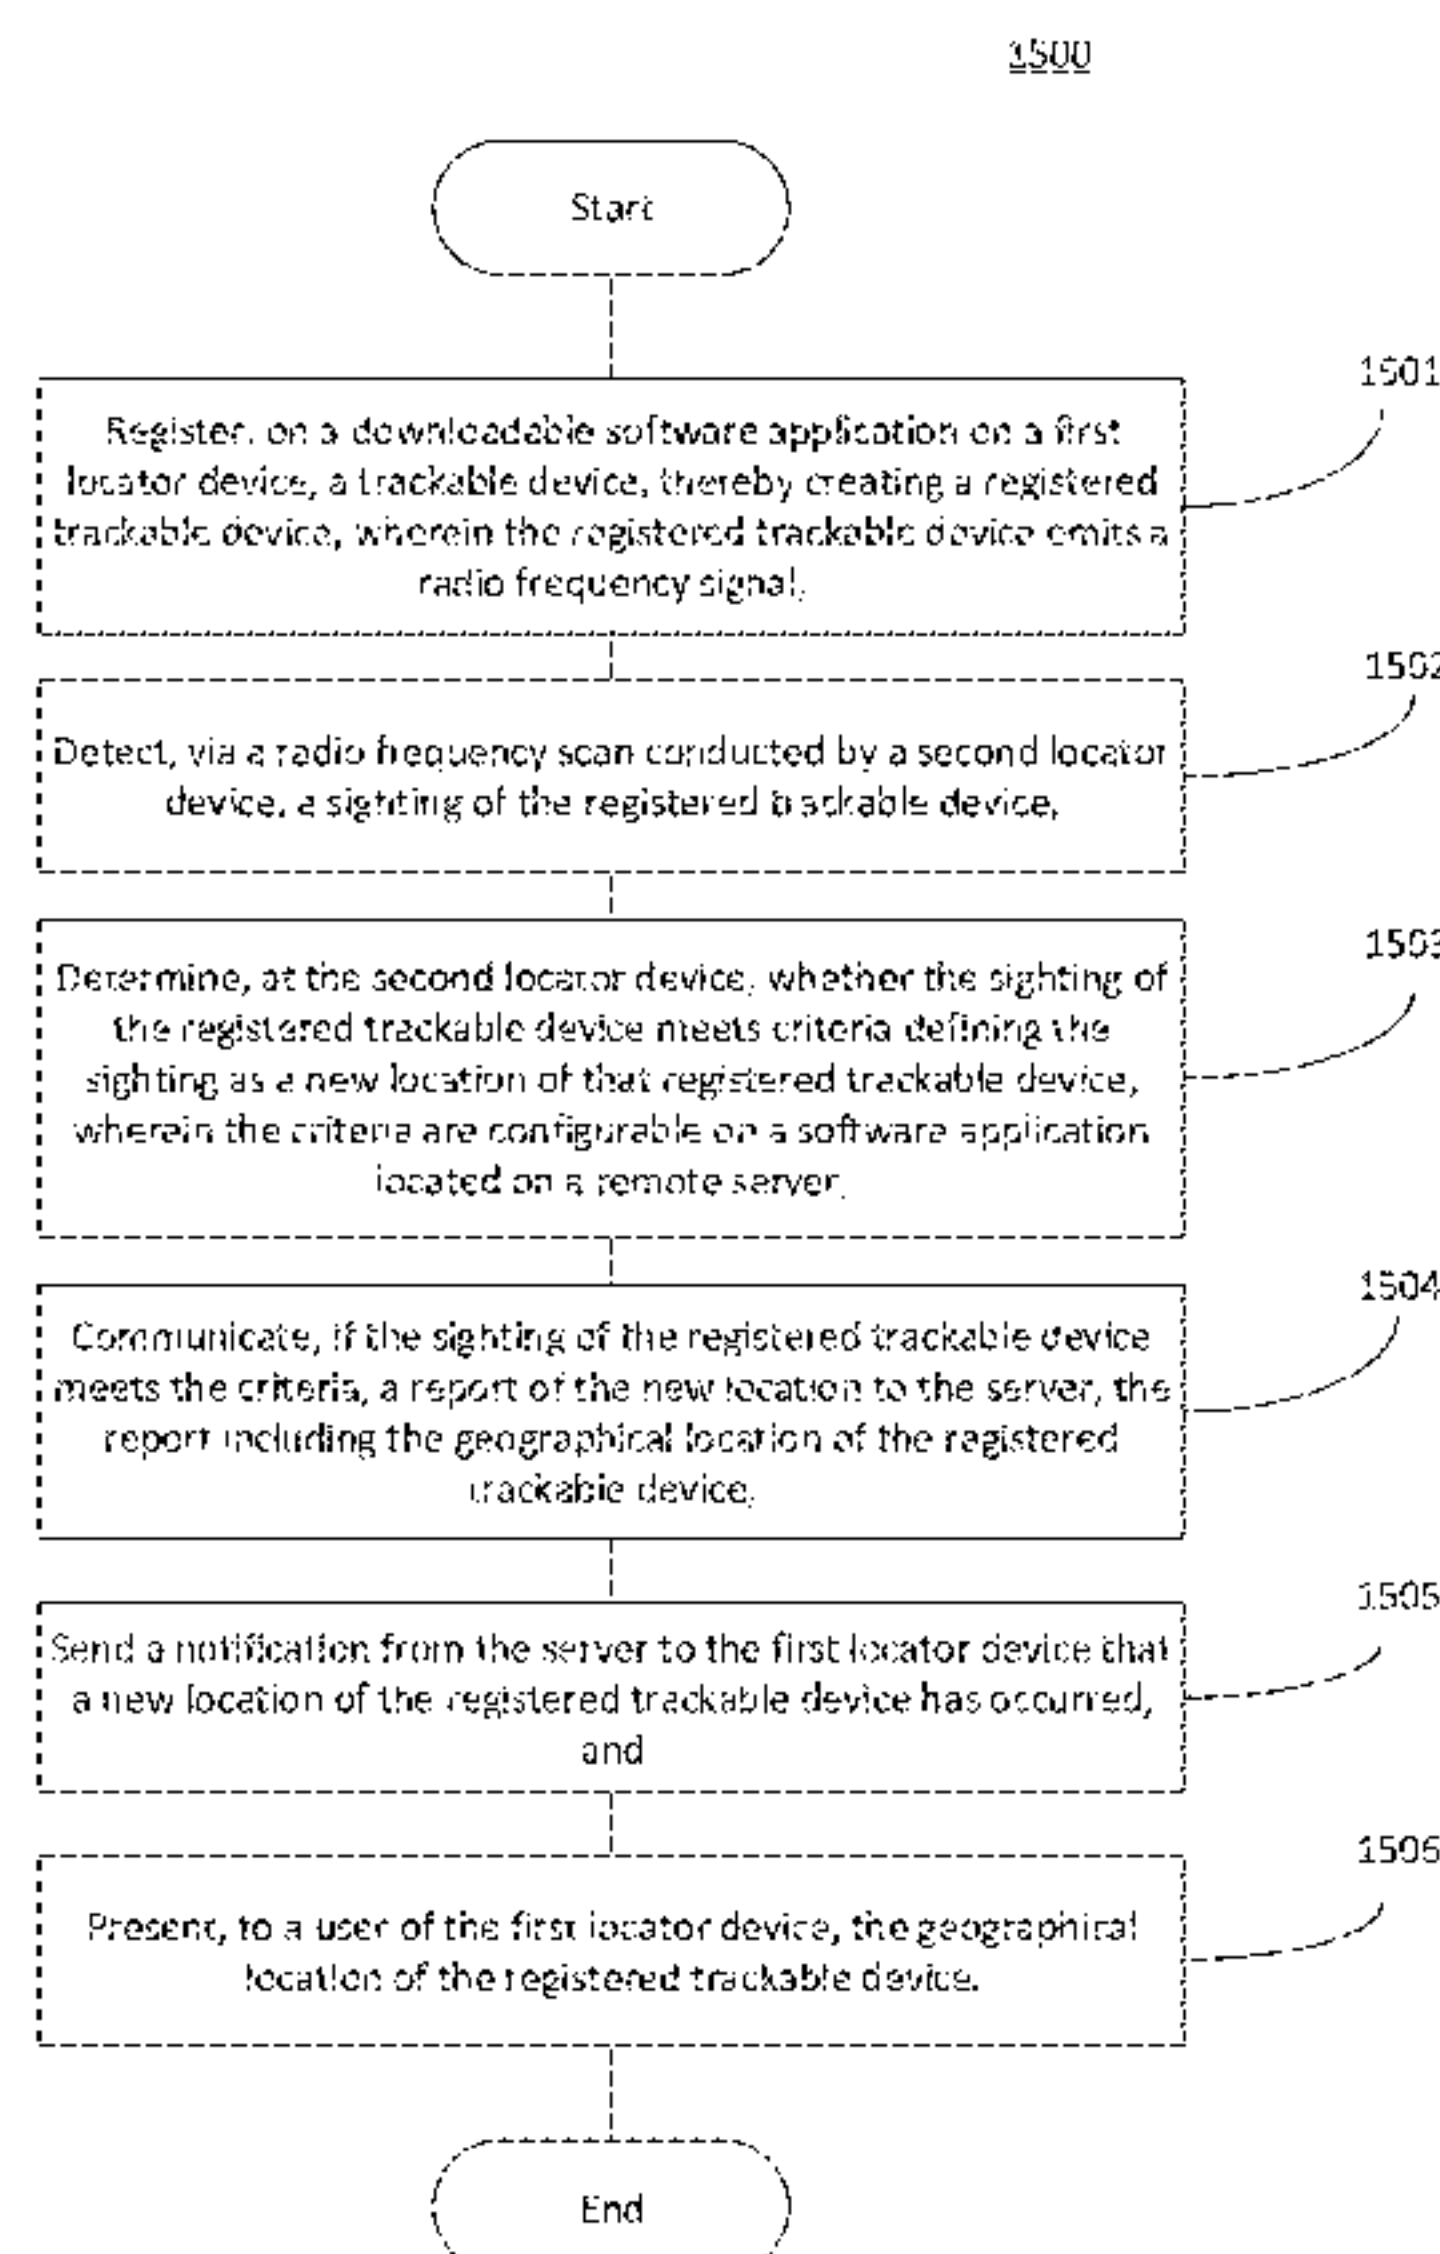 1500
Start
1501
Register, on a downloadable software application on a first
locator device, a trackable device, thereby creating a registered
trackable device, wherein the registered trackable device emits a
radio frequency signal,
1502
Detect, via a radio frequency scan conducted by a second locator
device, a sighting of the registered trackable device,
1503
Determine, at the second locator device, whether the sighting of
the registered trackable device meets criteria defining the
sighting as a new location of that registered trackable device,
wherein the criteria are configurable on a software application
located on a remote server,
1504
Communicate, if the sighting of the registered trackable device
meets the criteria, a report of the new location to the server, the
report including the geographical location of the registered
trackable device,
1505
Send a notification from the server to the first locator device that
a new location of the registered trackable device has occurred,
and
1506
Present, to a user of the first locator device, the geographical
location of the registered trackable device.
End